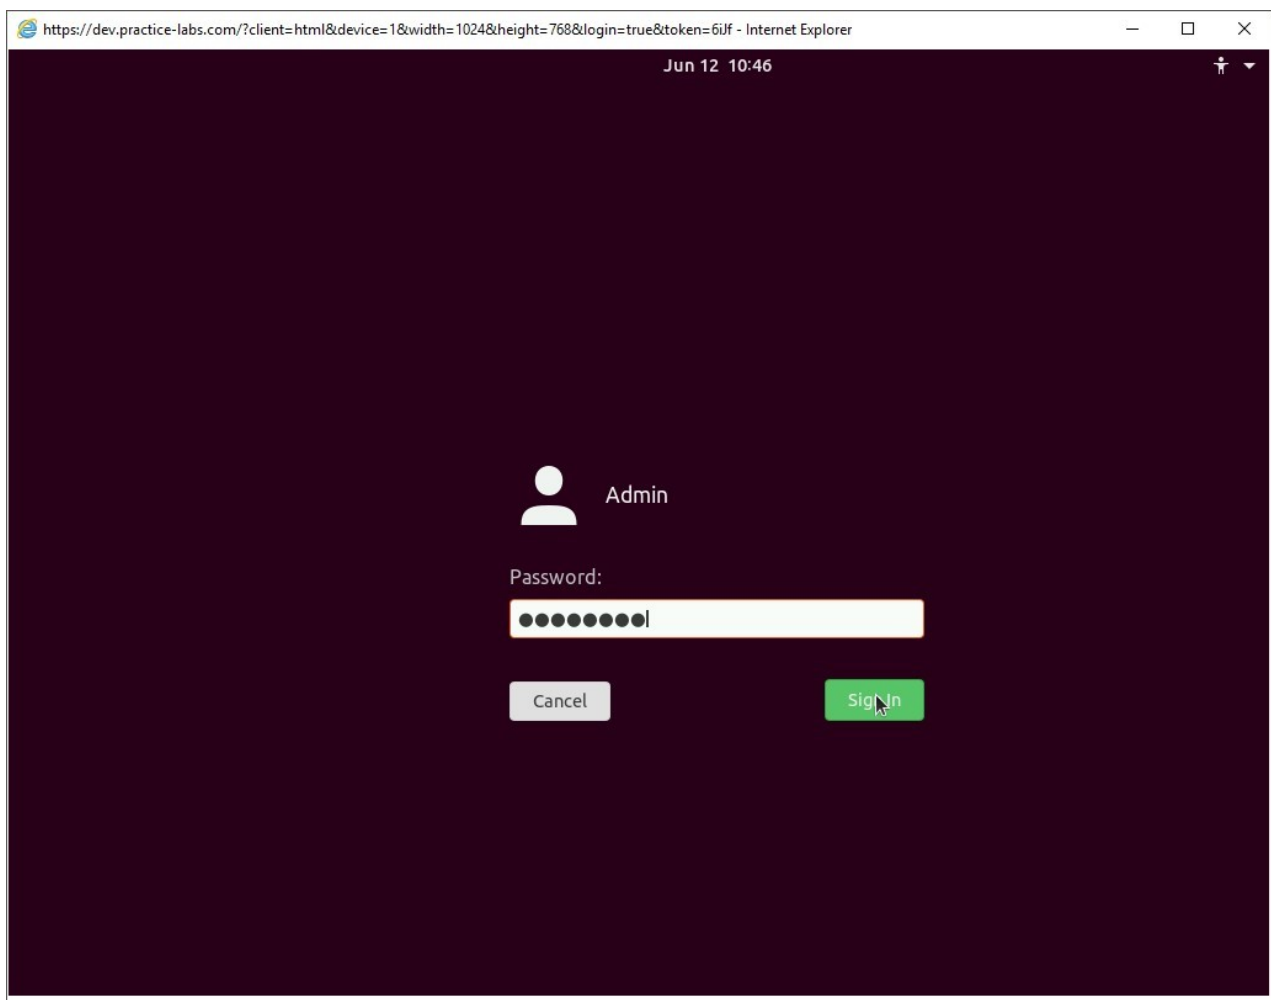 https://dev.practice-labs.com/?client=html&device=1&width=1024&height=768&login=true&token=6iJf - Internet Explorer
Jun 12 10:46
Admin
Password:
Cancel
Sign In